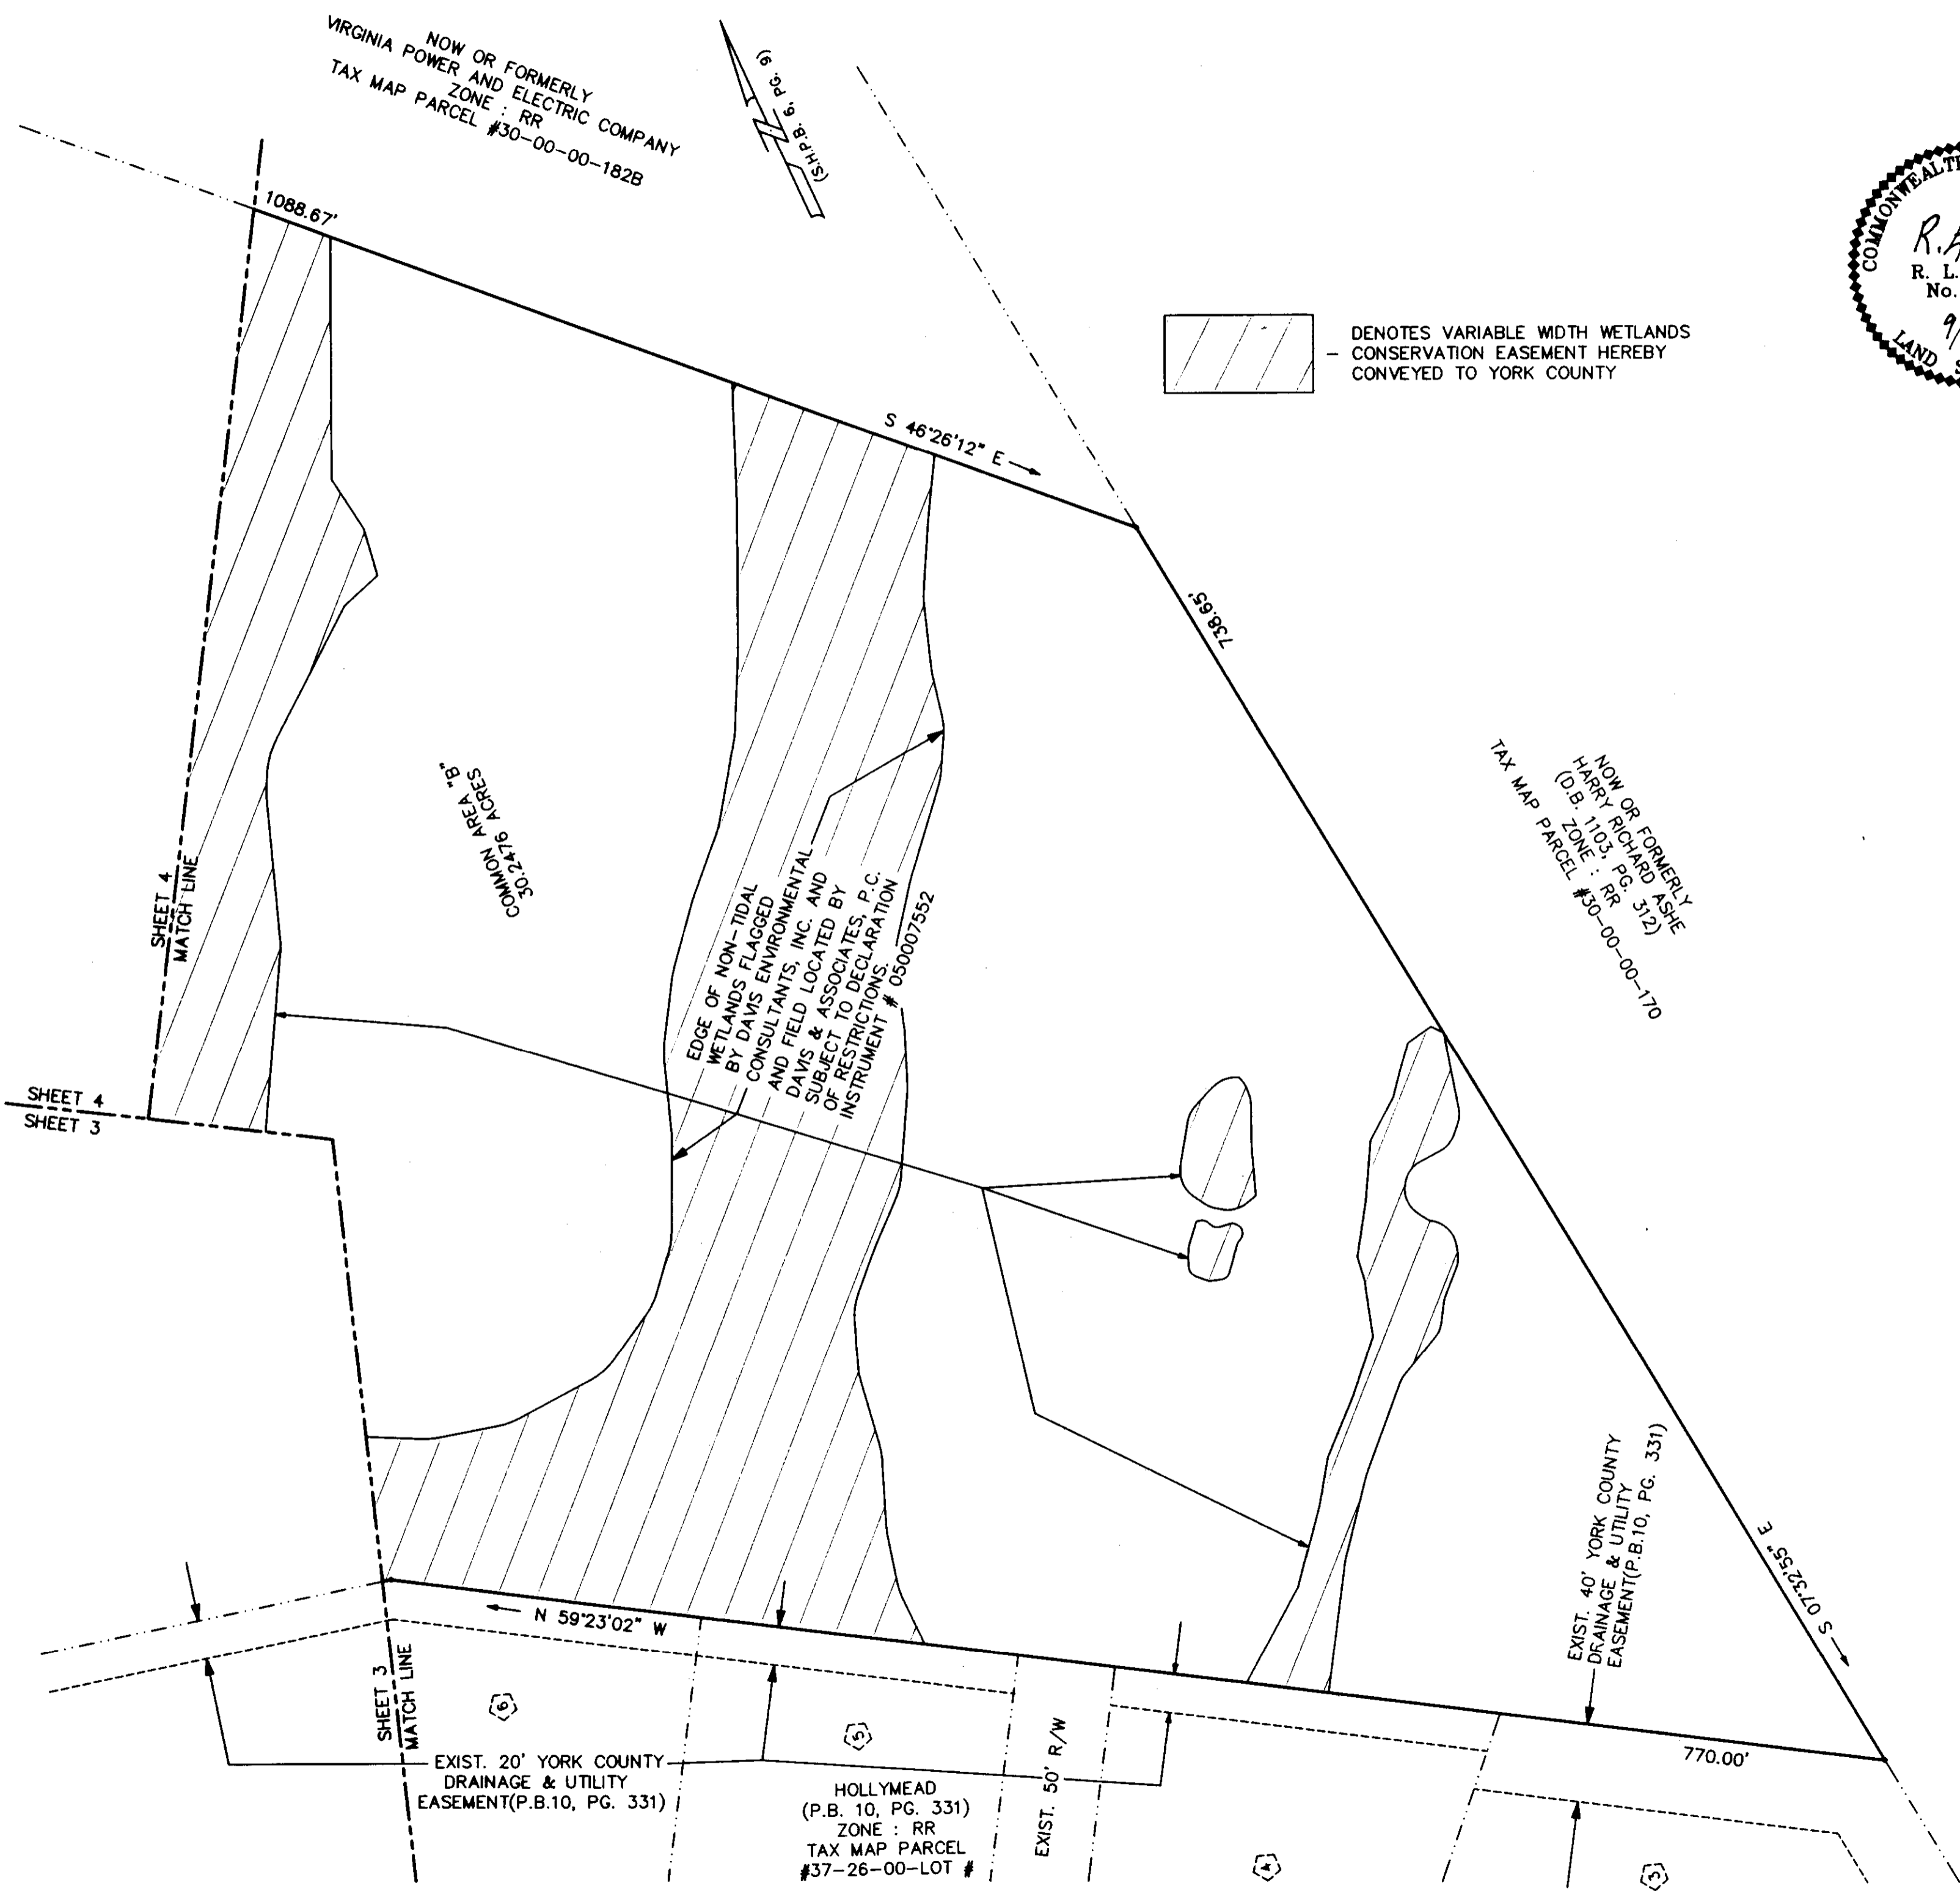 NOW OR FORMERLY
VIRGINIA POWER AND ELECTRIC COMPANY
ZONE : RR
TAX MAP PARCEL #30-00-00-182B
(S.H.P.B. 6, PG. 9)
1088.67'
S 46°26'12" E
DENOTES VARIABLE WIDTH WETLANDS
- CONSERVATION EASEMENT HEREBY
CONVEYED TO YORK COUNTY
COMMONWEALT
R. L.
No.
LAND S
738.65'
NOW OR FORMERLY
HARRY RICHARD ASHE
(D.B. 1103, PG. 312)
ZONE : RR
TAX MAP PARCEL #30-00-00-170
COMMON AREA "B"
30.2476 ACRES
SHEET 4
MATCH LINE
EDGE OF NON-TIDAL
WETLANDS FLAGGED
BY DAVIS ENVIRONMENTAL
CONSULTANTS, INC. AND
AND FIELD LOCATED BY
DAVIS & ASSOCIATES, P.C.
SUBJECT TO DECLARATION
OF RESTRICTIONS.
INSTRUMENT # 050007552
SHEET 4
SHEET 3
EXIST. 40' YORK COUNTY
DRAINAGE & UTILITY
EASEMENT(P.B.10, PG. 331)
S 07°32'55" E
N 59°23'02" W
SHEET 3
MATCH LINE
6
5
EXIST. 20' YORK COUNTY
DRAINAGE & UTILITY
EASEMENT(P.B.10, PG. 331)
HOLLYMEAD
(P.B. 10, PG. 331)
ZONE : RR
TAX MAP PARCEL
#37-26-00-LOT #
EXIST. 50' R/W
770.00'
4
3